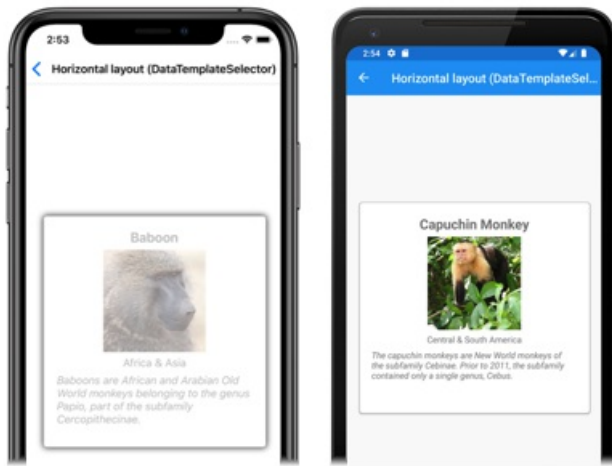 2:53
Horizontal layout (DataTemplateSelector)
Baboon
Africa & Asia
Baboons are African and Arabian Old
World monkeys belonging to the genus
Papio, part of the subfamily
Cercopithecinae.
2:54
Horizontal layout (DataTemplateSel...
Capuchin Monkey
Central & South America
The capuchin monkeys are New World monkeys of
the subfamily Cebinae. Prior to 2011, the subfamily
contained only a single genus, Cebus.